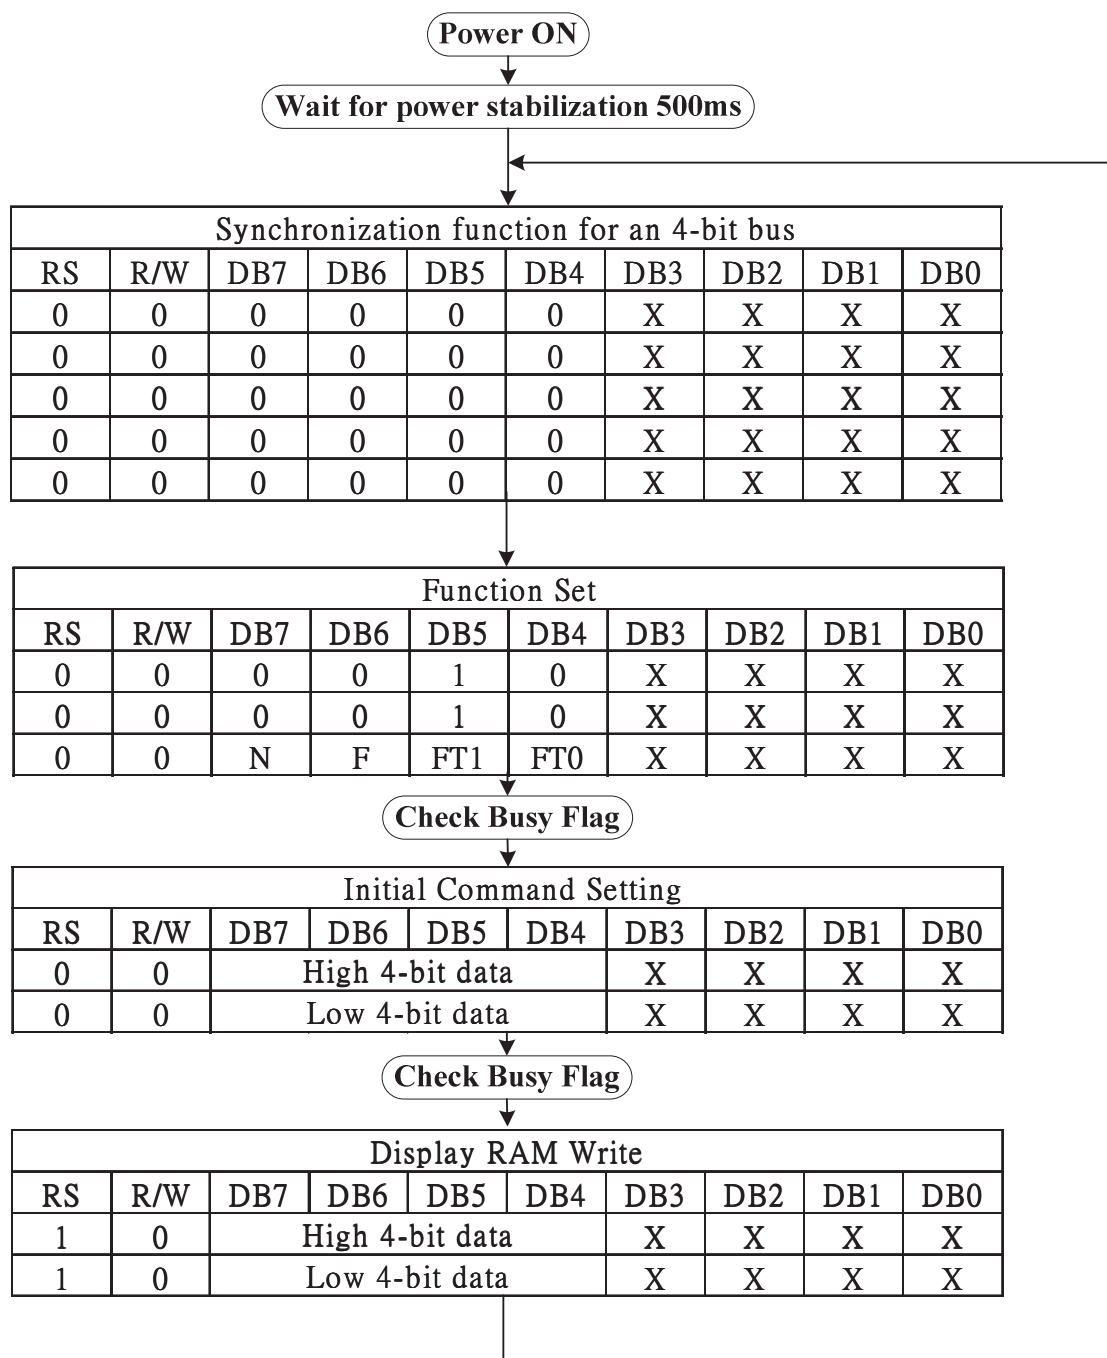 Power ON
Wait for power stabilization 500ms
Synchronization function for an 4-bit bus
RS R/W DB7 DB6 DB5 DB4 DB3 DB2 DB1 DB0
0 0 0 0 0 0 X X X X
0 0 0 0 0 0 X X X X
0 0 0 0 0 0 X X X X
0 0 0 0 0 0 X X X X
0 0 0 0 0 0 X X X X
Function Set
RS R/W DB7 DB6 DB5 DB4 DB3 DB2 DB1 DB0
0 0 0 0 1 0 X X X X
0 0 0 0 1 0 X X X X
0 0 N F FT1 FT0 X X X X
Check Busy Flag
Initial Command Setting
RS R/W DB7 DB6 DB5 DB4 DB3 DB2 DB1 DB0
0 0 High 4-bit data X X X X
0 0 Low 4-bit data X X X X
Check Busy Flag
Display RAM Write
RS R/W DB7 DB6 DB5 DB4 DB3 DB2 DB1 DB0
1 0 High 4-bit data X X X X
1 0 Low 4-bit data X X X X